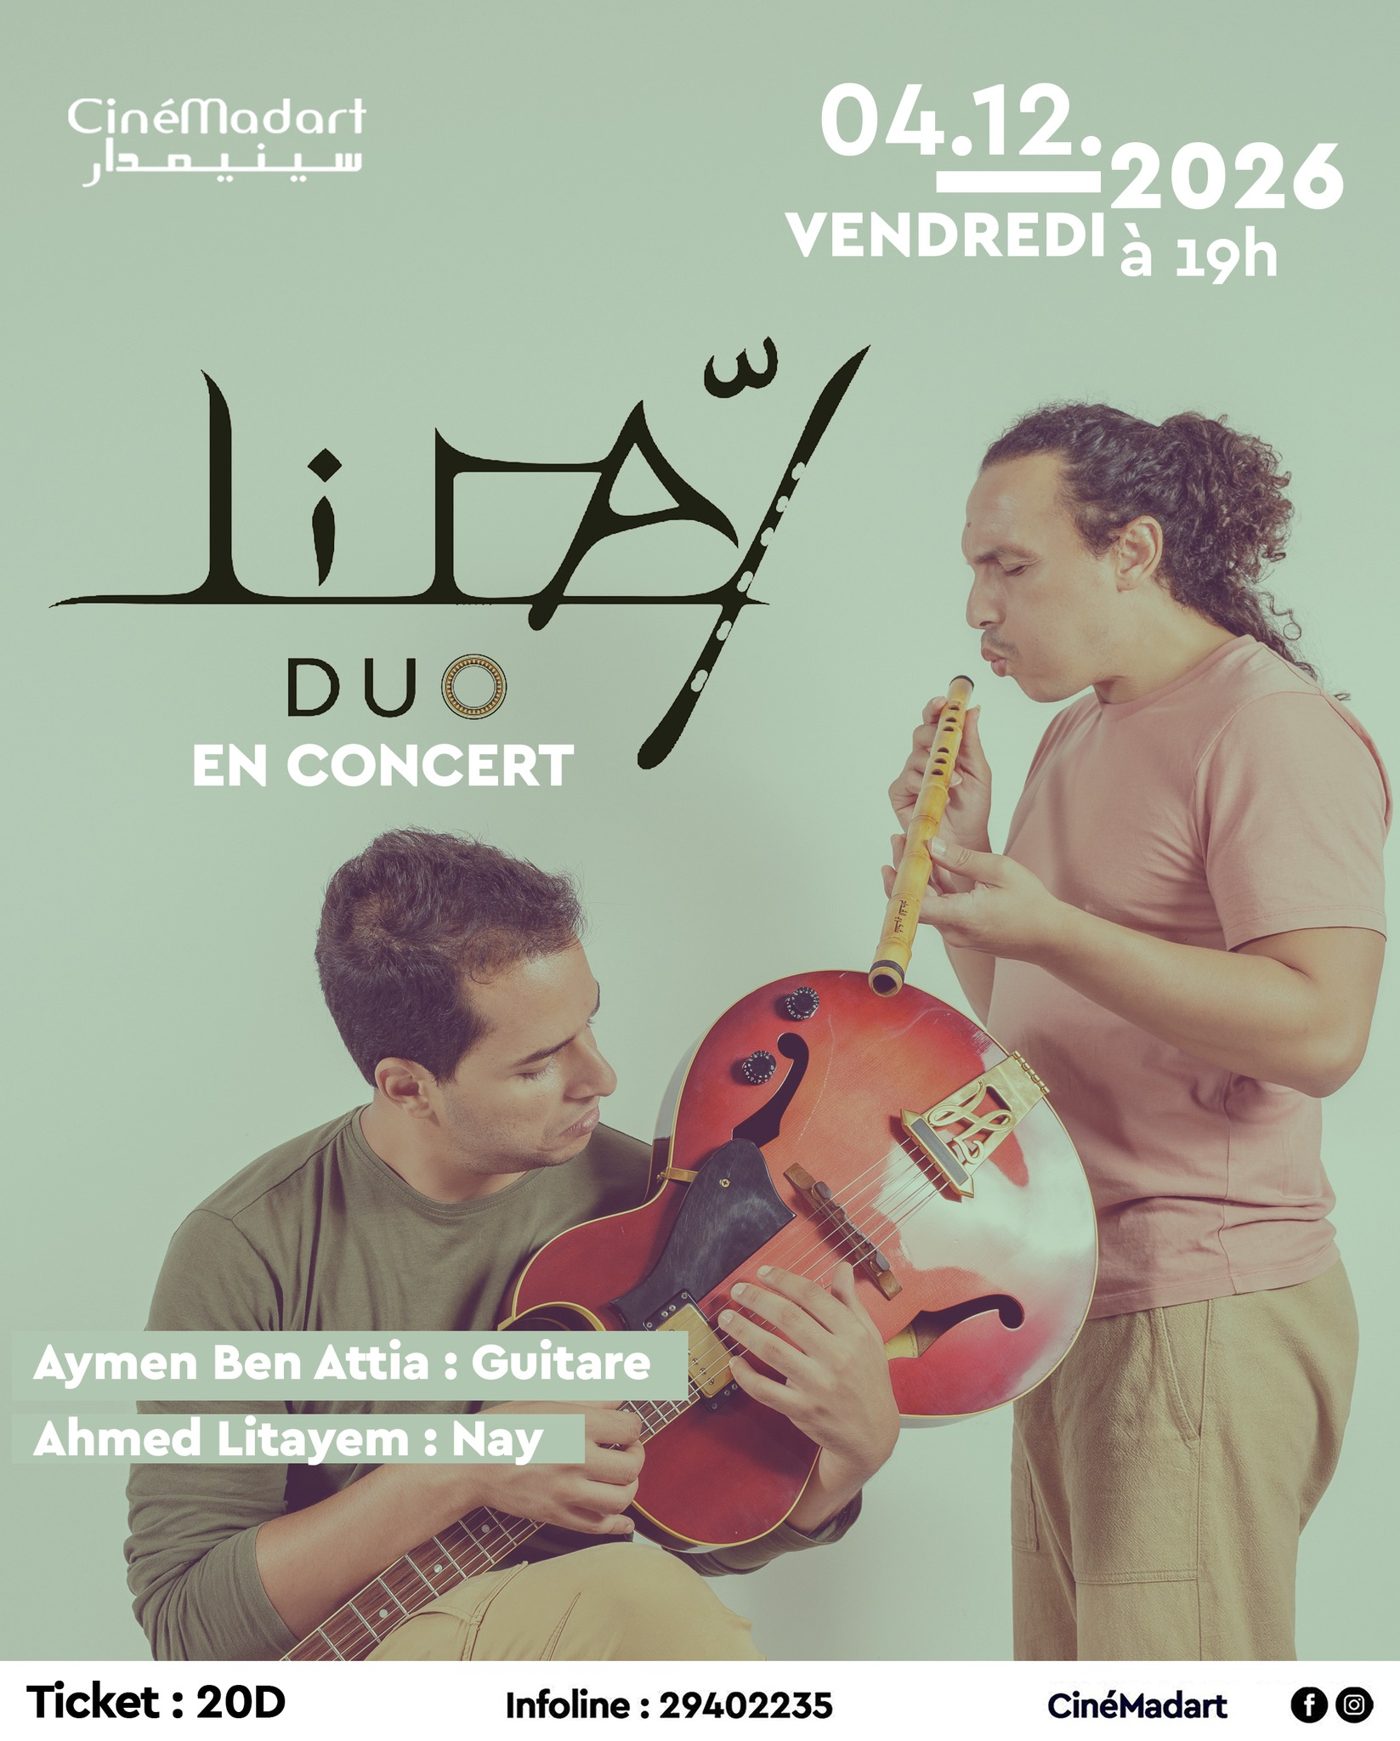 CinéMadart
سينيمدار
04.12.2026
VENDREDI à 19h
DUO
EN CONCERT
Aymen Ben Attia : Guitare
Ahmed Litayem : Nay
Ticket : 20D
Infoline : 29402235
CinéMadart